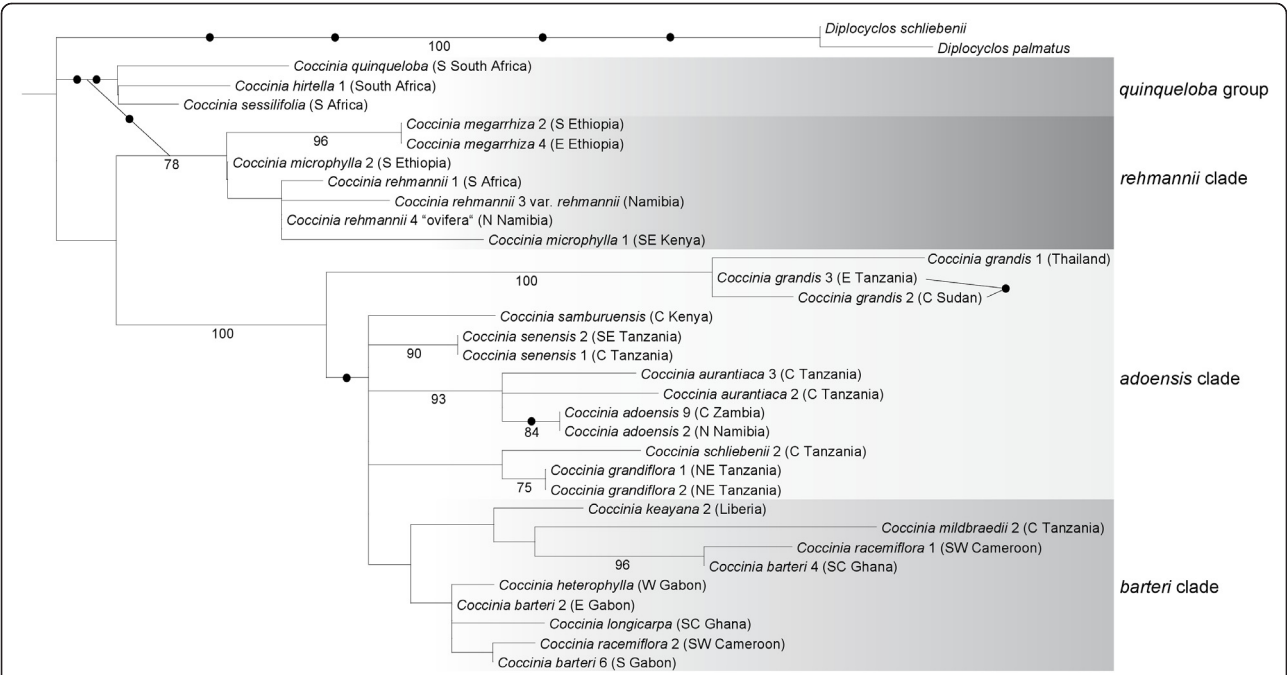 Diplocyclos schliebenii
100
Diplocyclos palmatus
Coccinia quinqueloba (S South Africa)
Coccinia hirtella 1 (South Africa)
quinqueloba group
Coccinia sessilifolia (S Africa)
Coccinia megarrhiza 2 (S Ethiopia)
96
Coccinia megarrhiza 4 (E Ethiopia)
78
Coccinia microphylla 2 (S Ethiopia)
Coccinia rehmannii 1 (S Africa)
rehmannii clade
Coccinia rehmannii 3 var. rehmannii (Namibia)
Coccinia rehmannii 4 “ovifera“ (N Namibia)
Coccinia microphylla 1 (SE Kenya)
Coccinia grandis 1 (Thailand)
100
Coccinia grandis 3 (E Tanzania)
Coccinia grandis 2 (C Sudan)
100
Coccinia samburuensis (C Kenya)
Coccinia senensis 2 (SE Tanzania)
90
Coccinia senensis 1 (C Tanzania)
Coccinia aurantiaca 3 (C Tanzania)
adoensis clade
93
Coccinia aurantiaca 2 (C Tanzania)
Coccinia adoensis 9 (C Zambia)
84
Coccinia adoensis 2 (N Namibia)
Coccinia schliebenii 2 (C Tanzania)
Coccinia grandiflora 1 (NE Tanzania)
75
Coccinia grandiflora 2 (NE Tanzania)
Coccinia keayana 2 (Liberia)
Coccinia mildbraedii 2 (C Tanzania)
Coccinia racemiflora 1 (SW Cameroon)
96
Coccinia barteri 4 (SC Ghana)
Coccinia heterophylla (W Gabon)
barteri clade
Coccinia barteri 2 (E Gabon)
Coccinia longicarpa (SC Ghana)
Coccinia racemiflora 2 (SW Cameroon)
Coccinia barteri 6 (S Gabon)